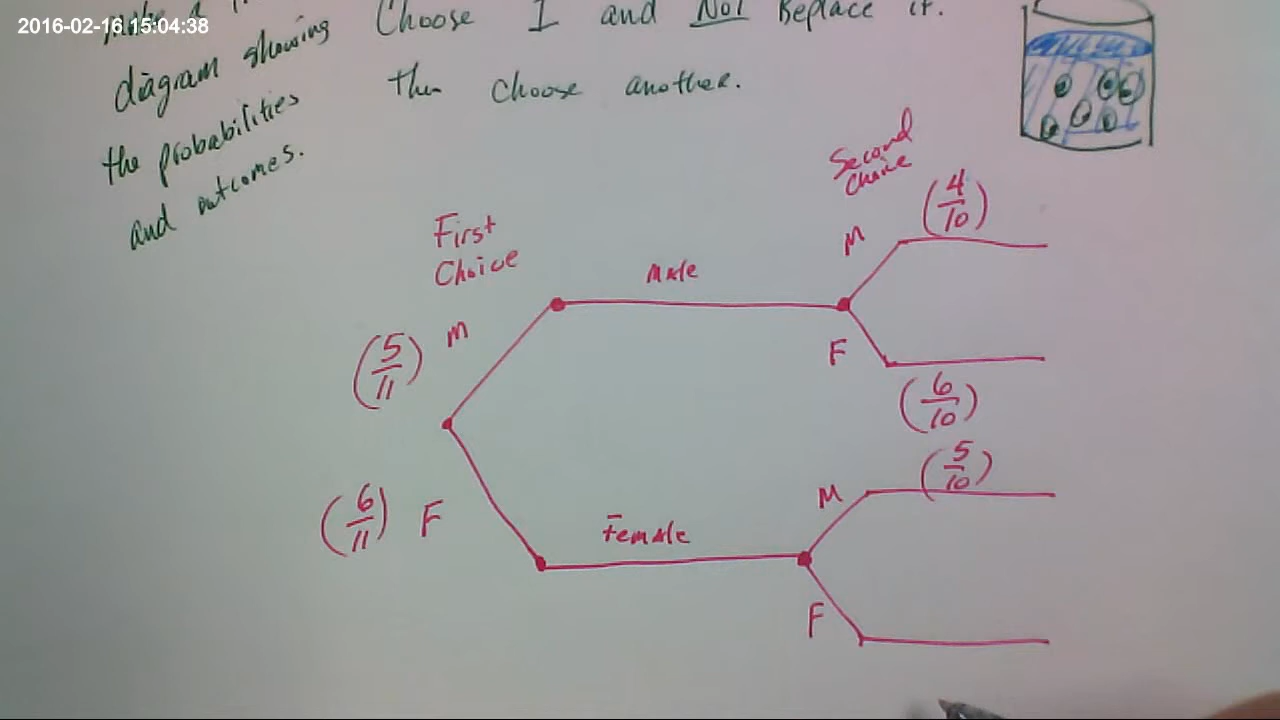 2016-02-16 15:04:38
diagram showing
the probabilities
and outcomes.
Choose 1 and Not Replace it.
then choose another.
First
Choice
Second
Choice
(5/11) M
Male
M (4/10)
F
(6/10)
(6/11) F
Female
M (5/10)
F